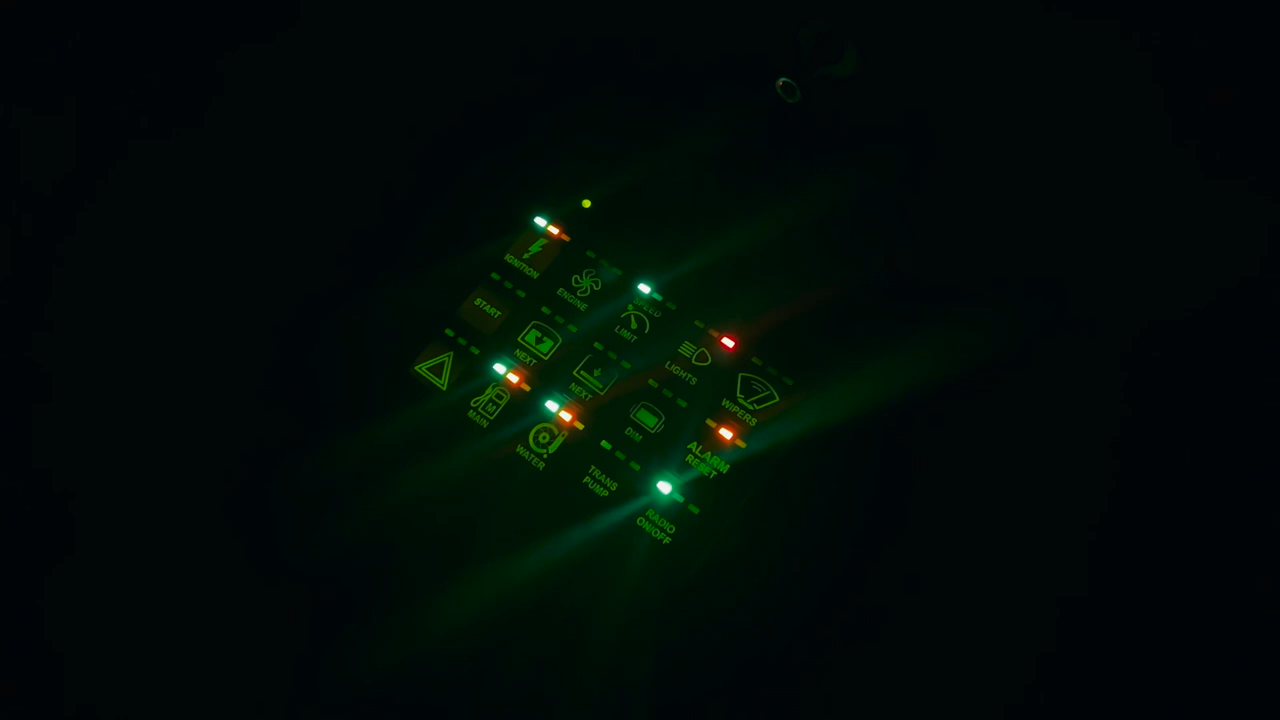 IGNITION
ENGINE
SPEED
LIMIT
LIGHTS
WIPERS
START
NEXT
NEXT
DIM
ALARM
RESET
M
MAIN
WATER
TRANS
PUMP
RADIO
ON/OFF